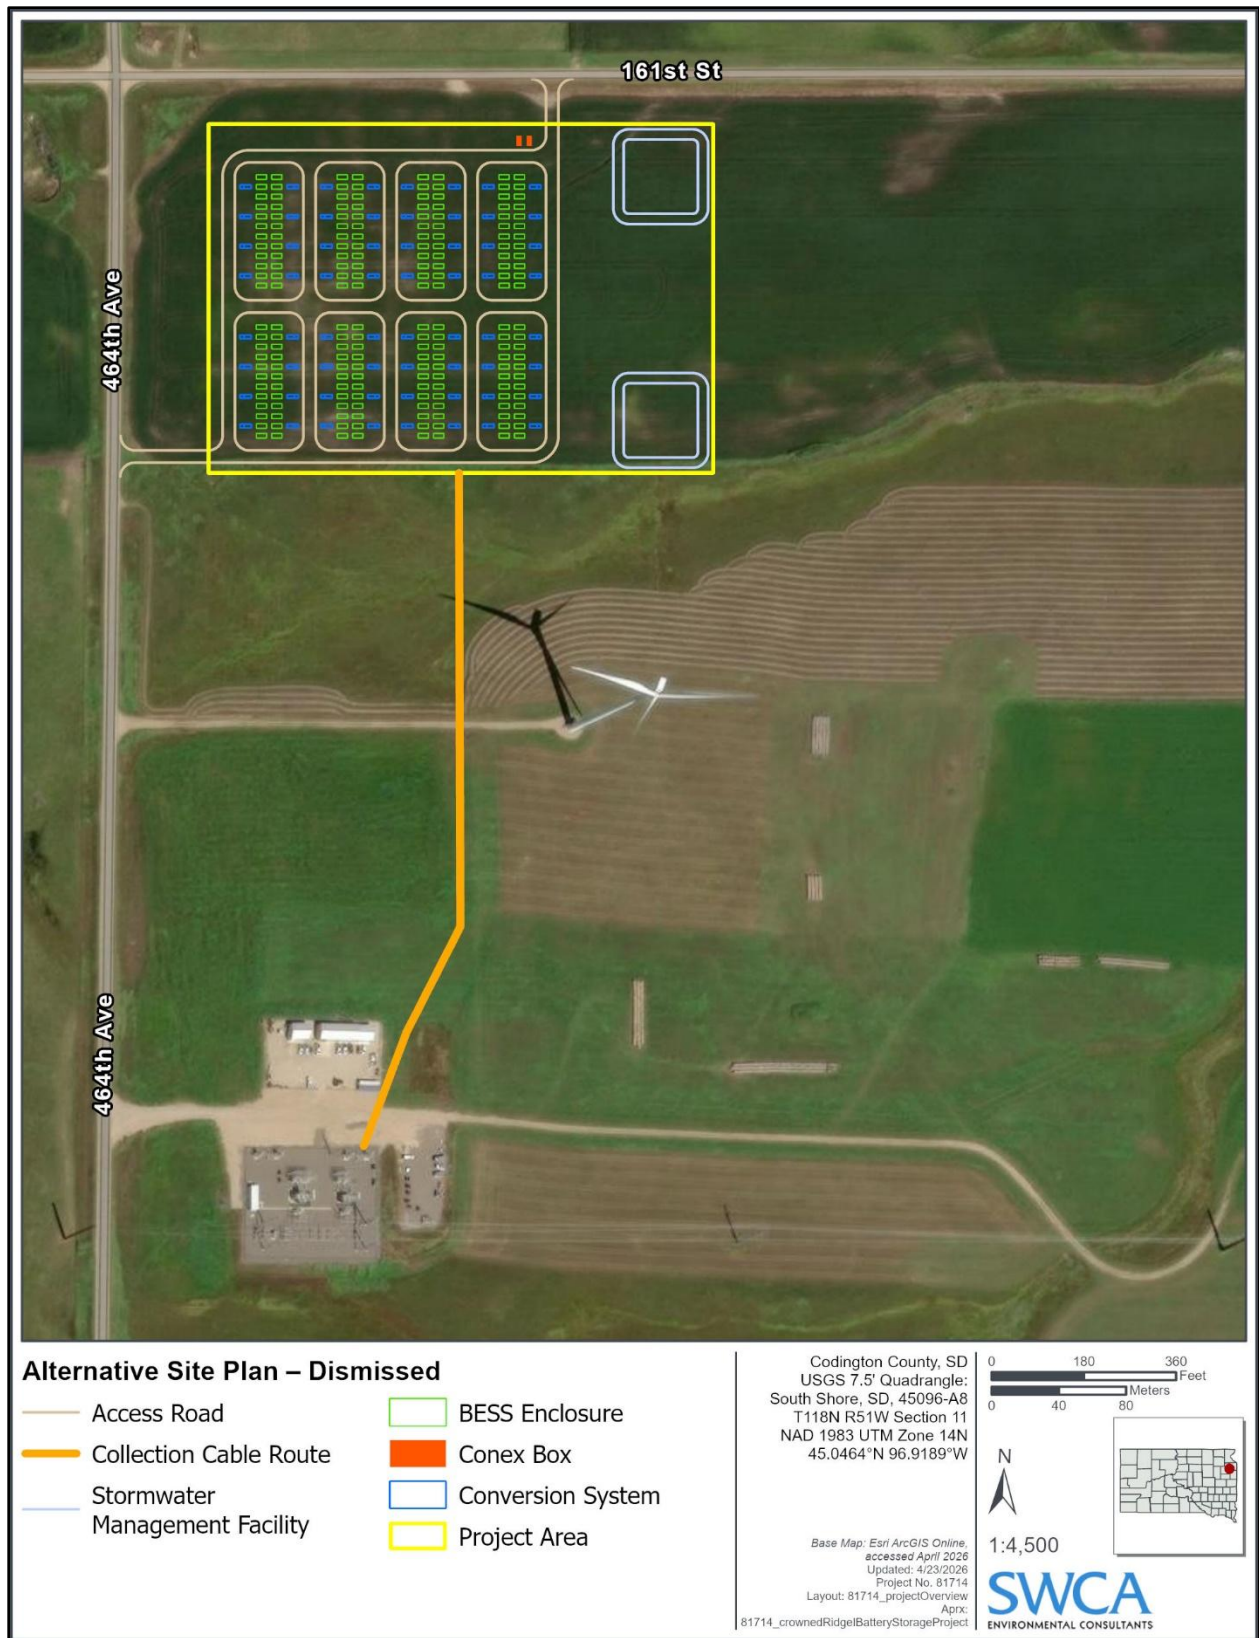 161st St
464th Ave
464th Ave
Alternative Site Plan – Dismissed
Access Road
Collection Cable Route
Stormwater
Management Facility
BESS Enclosure
Conex Box
Conversion System
Project Area
Codington County, SD
USGS 7.5' Quadrangle:
South Shore, SD, 45096-A8
T118N R51W Section 11
NAD 1983 UTM Zone 14N
45.0464°N 96.9189°W
Base Map: Esri ArcGIS Online,
accessed April 2026
Updated: 4/23/2026
Project No. 81714
Layout: 81714_projectOverview
Aprx:
81714_crownedRidgeIBatteryStorageProject
0 180 360
Feet
Meters
0 40 80
N
1:4,500
SWCA
ENVIRONMENTAL CONSULTANTS